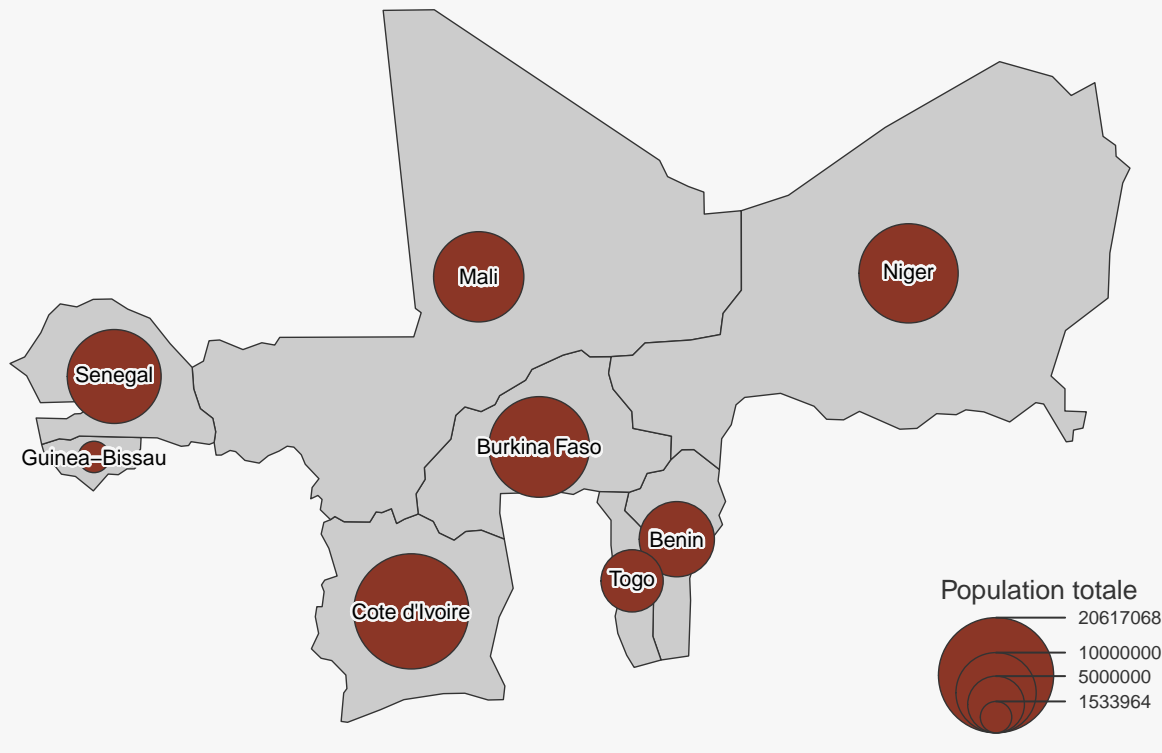 Mali
Niger
Senegal
Burkina Faso
Guinea−Bissau
Benin
Togo
Cote d'Ivoire
Population totale
20617068
10000000
5000000
1533964